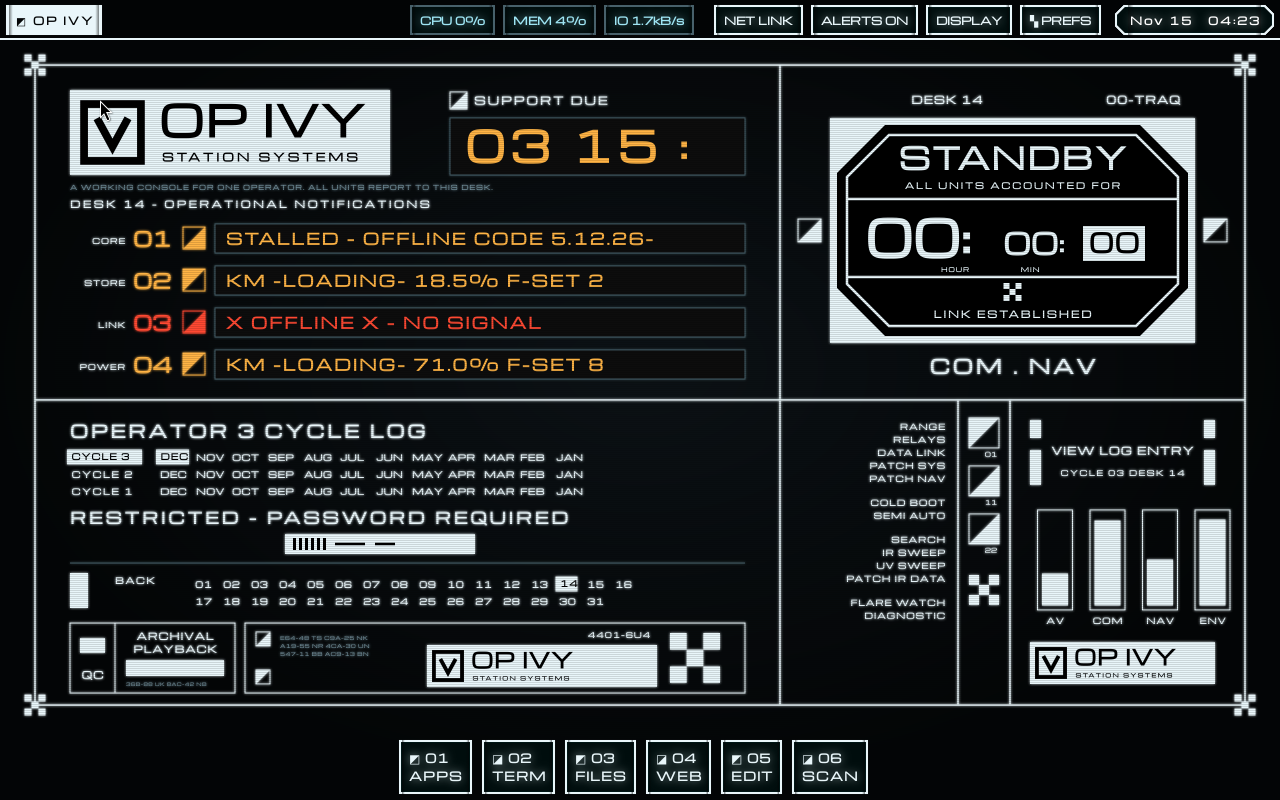 OP IVY
CPU 0% MEM 4% IO 1.7kB/s NET LINK ALERTS ON DISPLAY PREFS Nov 15 04:23
OP IVY
STATION SYSTEMS
SUPPORT DUE
03 15 :
A WORKING CONSOLE FOR ONE OPERATOR. ALL UNITS REPORT TO THIS DESK.
DESK 14 - OPERATIONAL NOTIFICATIONS
CORE 01 STALLED - OFFLINE CODE 5.12.26-
STORE 02 KM -LOADING- 18.5% F-SET 2
LINK 03 X OFFLINE X - NO SIGNAL
POWER 04 KM -LOADING- 71.0% F-SET 8
DESK 14 00-TRAQ
STANDBY
ALL UNITS ACCOUNTED FOR
00: 00: 00
HOUR MIN
LINK ESTABLISHED
COM . NAV
OPERATOR 3 CYCLE LOG
CYCLE 3 DEC NOV OCT SEP AUG JUL JUN MAY APR MAR FEB JAN
CYCLE 2 DEC NOV OCT SEP AUG JUL JUN MAY APR MAR FEB JAN
CYCLE 1 DEC NOV OCT SEP AUG JUL JUN MAY APR MAR FEB JAN
RESTRICTED - PASSWORD REQUIRED
BACK
01 02 03 04 05 06 07 08 09 10 11 12 13 14 15 16
17 18 19 20 21 22 23 24 25 26 27 28 29 30 31
QC
ARCHIVAL
PLAYBACK
4401-6U4
OP IVY
STATION SYSTEMS
RANGE
RELAYS
DATA LINK
PATCH SYS
PATCH NAV
COLD BOOT
SEMI AUTO
SEARCH
IR SWEEP
UV SWEEP
PATCH IR DATA
FLARE WATCH
DIAGNOSTIC
01
11
22
VIEW LOG ENTRY
CYCLE 03 DESK 14
AV COM NAV ENV
OP IVY
STATION SYSTEMS
01 APPS
02 TERM
03 FILES
04 WEB
05 EDIT
06 SCAN